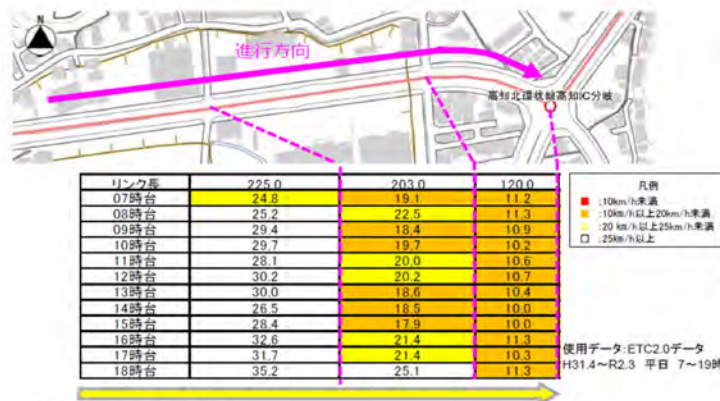 N
進行方向
高知北環状線高知IC分岐
リンク長 225.0 203.0 120.0
07時台 24.8 19.1 11.2
08時台 25.2 22.5 11.3
09時台 29.4 18.4 10.9
10時台 29.7 19.7 10.2
11時台 28.1 20.0 10.6
12時台 30.2 20.2 10.7
13時台 30.0 18.6 10.4
14時台 26.5 18.5 10.0
15時台 28.4 17.9 10.0
16時台 32.6 21.4 11.3
17時台 31.7 21.4 10.3
18時台 35.2 25.1 11.3
凡例
:10km/h未満
:10km/h以上20km/h未満
:20 km/h以上25km/h未満
:25km/h以上
使用データ:ETC2.0データ
H31.4～R2.3 平日 7～19時